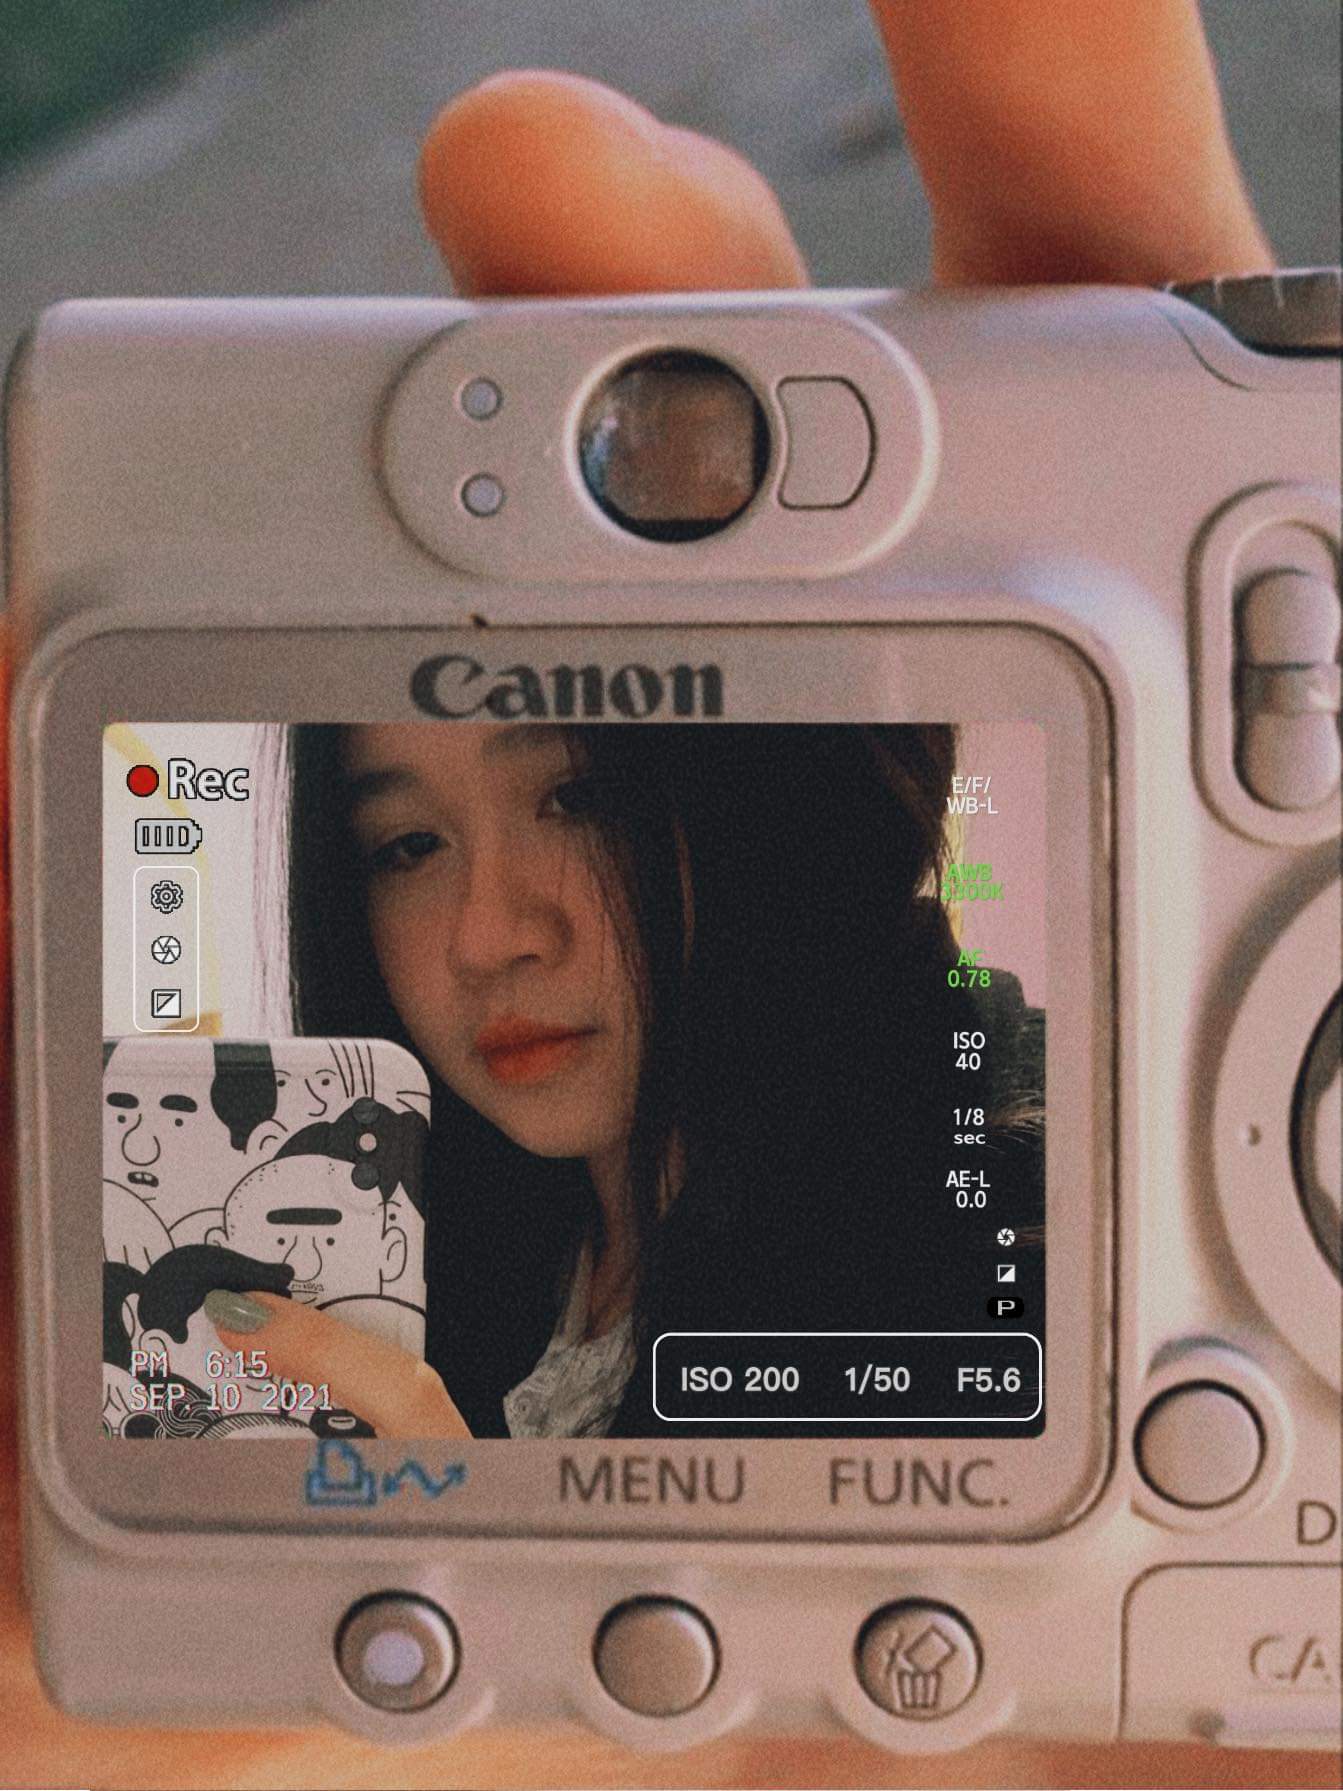 Canon
Rec
E/F/
WB-L
AWB
3300K
AF
0.78
ISO
40
1/8
sec
AE-L
0.0
P
PM 6:15
SEP. 10 2021
ISO 200 1/50 F5.6
MENU FUNC.
D
CA